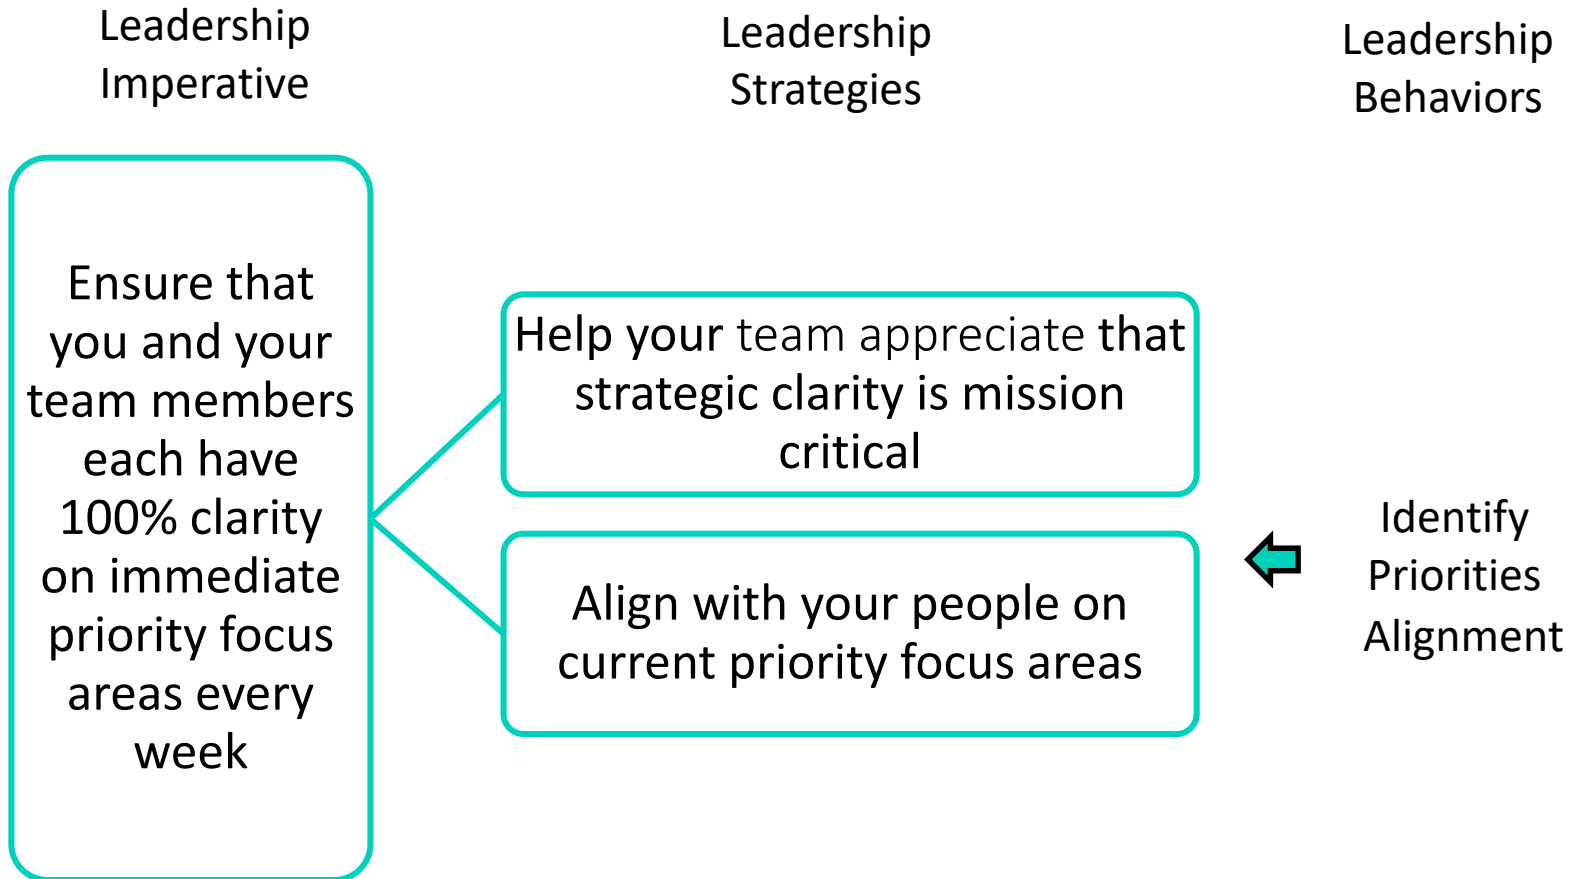 Leadership
Imperative
Leadership
Strategies
Leadership
Behaviors
Ensure that
you and your
team members
each have
100% clarity
on immediate
priority focus
areas every
week
Help your team appreciate that
strategic clarity is mission
critical
Align with your people on
current priority focus areas
Identify
Priorities
Alignment